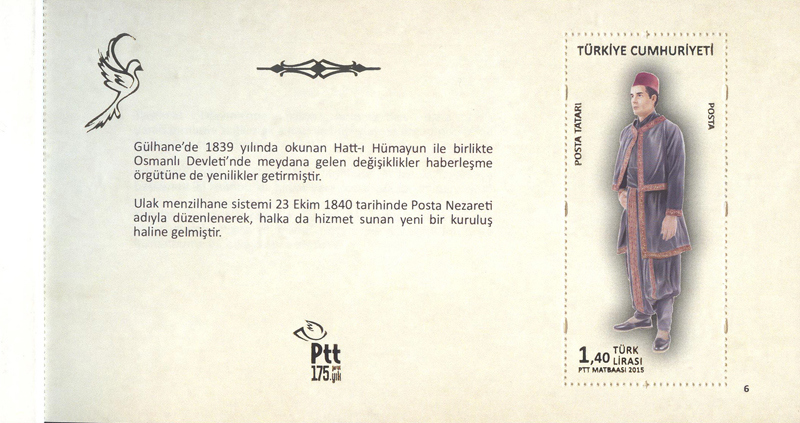 Gülhane’de 1839 yılında okunan Hatt-ı Hümayun ile birlikte
Osmanlı Devleti’nde meydana gelen değişiklikler haberleşme
örgütüne de yenilikler getirmiştir.
Ulak menzilhane sistemi 23 Ekim 1840 tarihinde Posta Nezareti
adıyla düzenlenerek, halka da hizmet sunan yeni bir kuruluş
haline gelmiştir.
Ptt
175.yılı
TÜRKİYE CUMHURİYETİ
POSTA TATARI
POSTA
1,40 TÜRK
LİRASI
PTT MATBAASI 2015
6